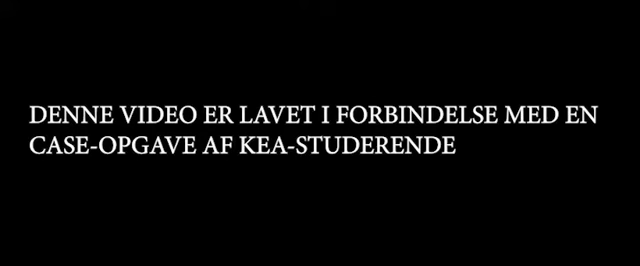 DENNE VIDEO ER LAVET I FORBINDELSE MED EN
CASE-OPGAVE AF KEA-STUDERENDE